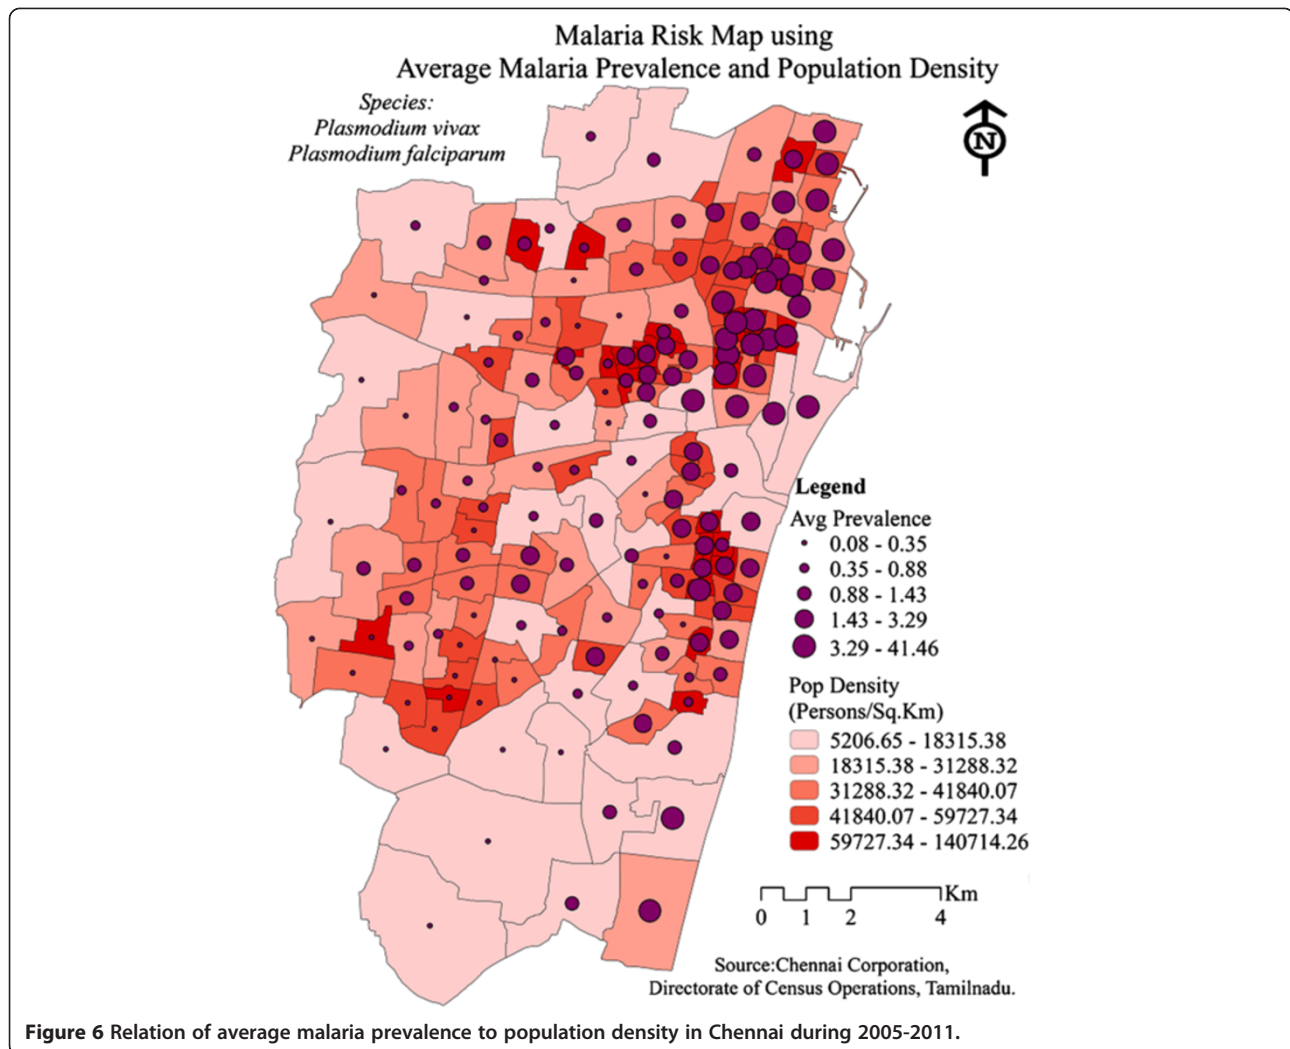 Malaria Risk Map using
Average Malaria Prevalence and Population Density
Species:
Plasmodium vivax
Plasmodium falciparum
N
Legend
Avg Prevalence
0.08 - 0.35
0.35 - 0.88
0.88 - 1.43
1.43 - 3.29
3.29 - 41.46
Pop Density
(Persons/Sq.Km)
5206.65 - 18315.38
18315.38 - 31288.32
31288.32 - 41840.07
41840.07 - 59727.34
59727.34 - 140714.26
Km
0 1 2 4
Source:Chennai Corporation,
Directorate of Census Operations, Tamilnadu.
Figure 6 Relation of average malaria prevalence to population density in Chennai during 2005-2011.